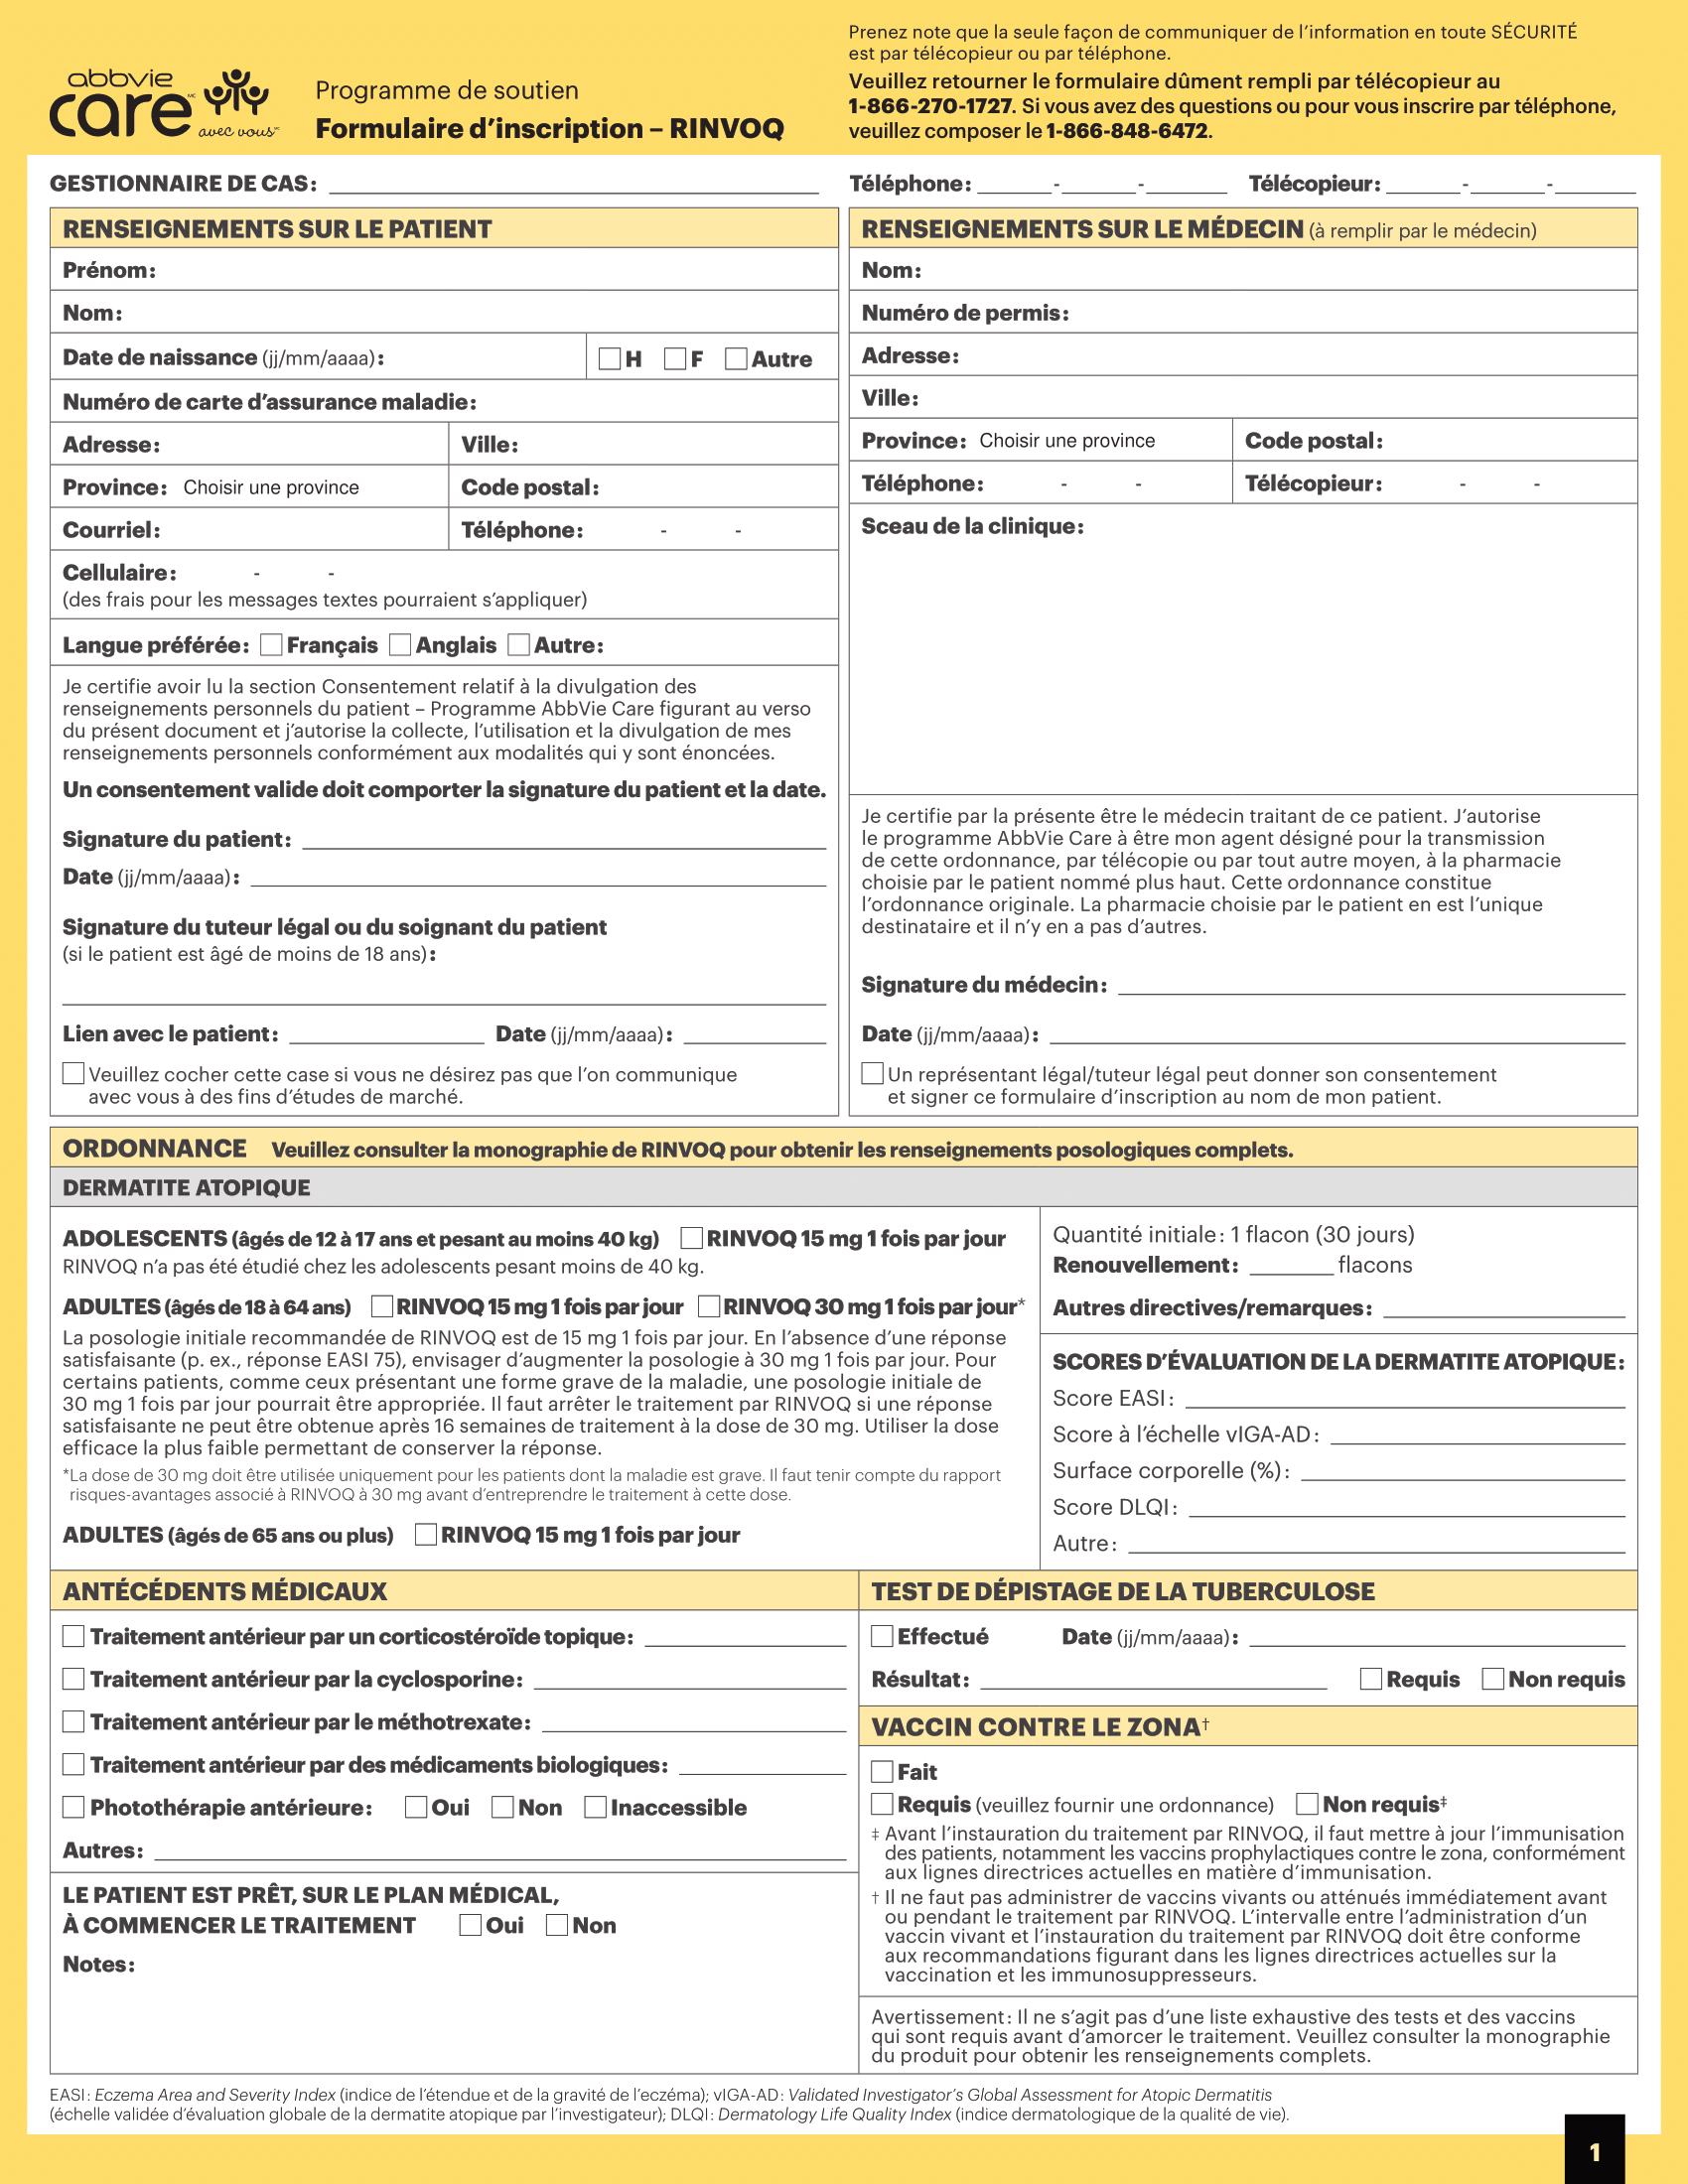 abbvie
care MC
avec vous MC
Programme de soutien
Formulaire d’inscription – RINVOQ
Prenez note que la seule façon de communiquer de l’information en toute SÉCURITÉ
est par télécopieur ou par téléphone.
Veuillez retourner le formulaire dûment rempli par télécopieur au
1-866-270-1727. Si vous avez des questions ou pour vous inscrire par téléphone,
veuillez composer le 1-866-848-6472.
GESTIONNAIRE DE CAS : Téléphone : - - Télécopieur : - -
RENSEIGNEMENTS SUR LE PATIENT
Prénom :
Nom :
Date de naissance (jj/mm/aaaa) : H F Autre
Numéro de carte d’assurance maladie :
Adresse : Ville :
Province : Choisir une province Code postal :
Courriel : Téléphone : - -
Cellulaire : - -
(des frais pour les messages textes pourraient s’appliquer)
Langue préférée : Français Anglais Autre :
Je certifie avoir lu la section Consentement relatif à la divulgation des
renseignements personnels du patient – Programme AbbVie Care figurant au verso
du présent document et j’autorise la collecte, l’utilisation et la divulgation de mes
renseignements personnels conformément aux modalités qui y sont énoncées.
Un consentement valide doit comporter la signature du patient et la date.
Signature du patient :
Date (jj/mm/aaaa) :
Signature du tuteur légal ou du soignant du patient
(si le patient est âgé de moins de 18 ans) :
Lien avec le patient : Date (jj/mm/aaaa) :
Veuillez cocher cette case si vous ne désirez pas que l’on communique
avec vous à des fins d’études de marché.
RENSEIGNEMENTS SUR LE MÉDECIN (à remplir par le médecin)
Nom :
Numéro de permis :
Adresse :
Ville :
Province : Choisir une province Code postal :
Téléphone : - - Télécopieur : - -
Sceau de la clinique :
Je certifie par la présente être le médecin traitant de ce patient. J’autorise
le programme AbbVie Care à être mon agent désigné pour la transmission
de cette ordonnance, par télécopie ou par tout autre moyen, à la pharmacie
choisie par le patient nommé plus haut. Cette ordonnance constitue
l’ordonnance originale. La pharmacie choisie par le patient en est l’unique
destinataire et il n’y en a pas d’autres.
Signature du médecin :
Date (jj/mm/aaaa) :
Un représentant légal/tuteur légal peut donner son consentement
et signer ce formulaire d’inscription au nom de mon patient.
ORDONNANCE Veuillez consulter la monographie de RINVOQ pour obtenir les renseignements posologiques complets.
DERMATITE ATOPIQUE
ADOLESCENTS (âgés de 12 à 17 ans et pesant au moins 40 kg) RINVOQ 15 mg 1 fois par jour
RINVOQ n’a pas été étudié chez les adolescents pesant moins de 40 kg.
ADULTES (âgés de 18 à 64 ans) RINVOQ 15 mg 1 fois par jour RINVOQ 30 mg 1 fois par jour*
La posologie initiale recommandée de RINVOQ est de 15 mg 1 fois par jour. En l’absence d’une réponse
satisfaisante (p. ex., réponse EASI 75), envisager d’augmenter la posologie à 30 mg 1 fois par jour. Pour
certains patients, comme ceux présentant une forme grave de la maladie, une posologie initiale de
30 mg 1 fois par jour pourrait être appropriée. Il faut arrêter le traitement par RINVOQ si une réponse
satisfaisante ne peut être obtenue après 16 semaines de traitement à la dose de 30 mg. Utiliser la dose
efficace la plus faible permettant de conserver la réponse.
*La dose de 30 mg doit être utilisée uniquement pour les patients dont la maladie est grave. Il faut tenir compte du rapport
risques-avantages associé à RINVOQ à 30 mg avant d’entreprendre le traitement à cette dose.
ADULTES (âgés de 65 ans ou plus) RINVOQ 15 mg 1 fois par jour
Quantité initiale : 1 flacon (30 jours)
Renouvellement : flacons
Autres directives/remarques :
SCORES D’ÉVALUATION DE LA DERMATITE ATOPIQUE :
Score EASI :
Score à l’échelle vIGA-AD :
Surface corporelle (%) :
Score DLQI :
Autre :
ANTÉCÉDENTS MÉDICAUX
Traitement antérieur par un corticostéroïde topique :
Traitement antérieur par la cyclosporine :
Traitement antérieur par le méthotrexate :
Traitement antérieur par des médicaments biologiques :
Photothérapie antérieure : Oui Non Inaccessible
Autres :
LE PATIENT EST PRÊT, SUR LE PLAN MÉDICAL,
À COMMENCER LE TRAITEMENT Oui Non
Notes :
TEST DE DÉPISTAGE DE LA TUBERCULOSE
Effectué Date (jj/mm/aaaa) :
Résultat : Requis Non requis
VACCIN CONTRE LE ZONA†
Fait
Requis (veuillez fournir une ordonnance) Non requis‡
‡ Avant l’instauration du traitement par RINVOQ, il faut mettre à jour l’immunisation
des patients, notamment les vaccins prophylactiques contre le zona, conformément
aux lignes directrices actuelles en matière d’immunisation.
† Il ne faut pas administrer de vaccins vivants ou atténués immédiatement avant
ou pendant le traitement par RINVOQ. L’intervalle entre l’administration d’un
vaccin vivant et l’instauration du traitement par RINVOQ doit être conforme
aux recommandations figurant dans les lignes directrices actuelles sur la
vaccination et les immunosuppresseurs.
Avertissement : Il ne s’agit pas d’une liste exhaustive des tests et des vaccins
qui sont requis avant d’amorcer le traitement. Veuillez consulter la monographie
du produit pour obtenir les renseignements complets.
EASI : Eczema Area and Severity Index (indice de l’étendue et de la gravité de l’eczéma); vIGA-AD : Validated Investigator’s Global Assessment for Atopic Dermatitis
(échelle validée d’évaluation globale de la dermatite atopique par l’investigateur); DLQI : Dermatology Life Quality Index (indice dermatologique de la qualité de vie).
1